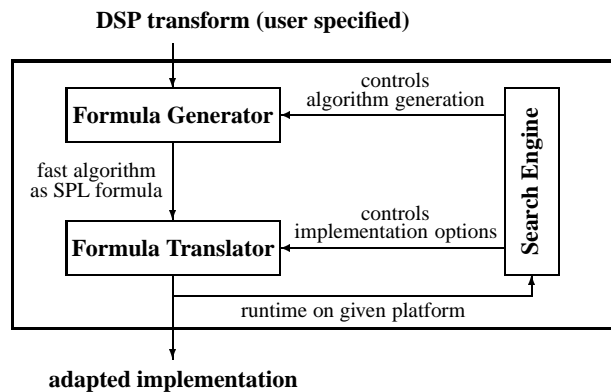 DSP transform (user specified)
controls
algorithm generation
Formula Generator
Search Engine
fast algorithm
as SPL formula
controls
implementation options
Formula Translator
runtime on given platform
adapted implementation